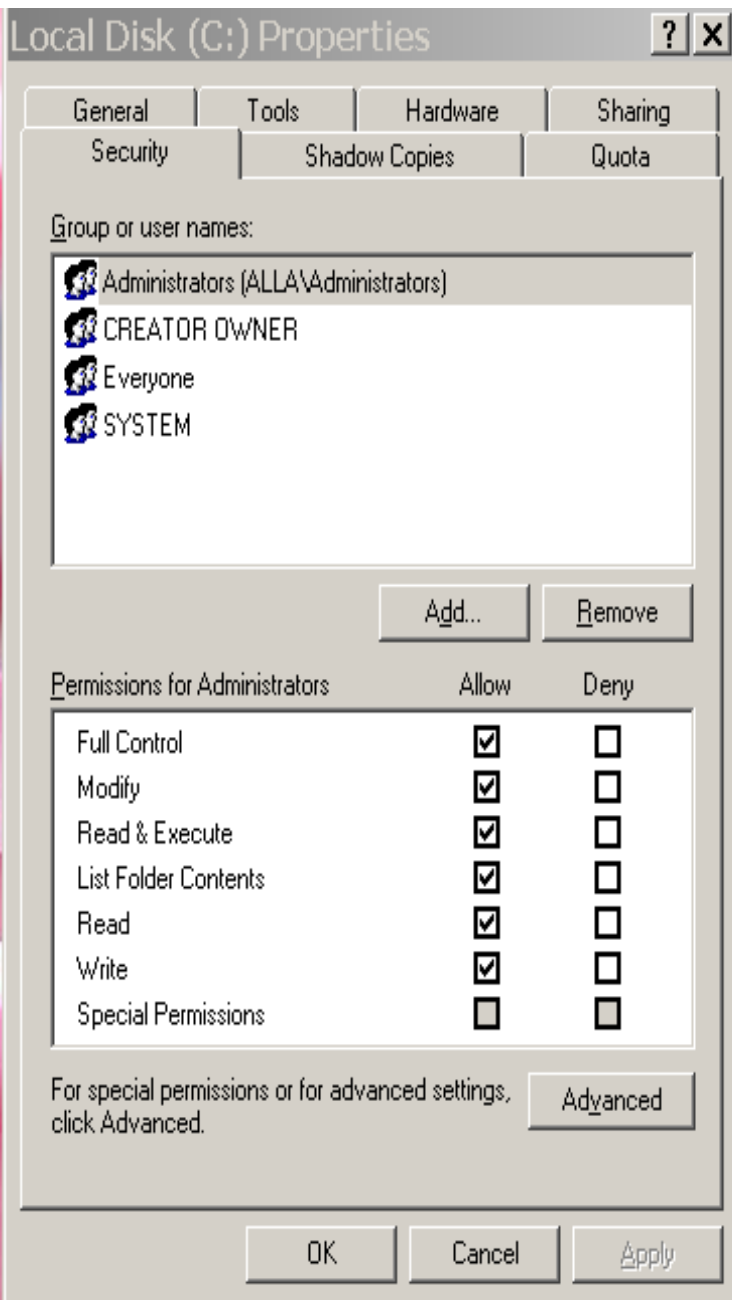 Local Disk (C:) Properties ? X
General Tools Hardware Sharing
Security Shadow Copies Quota
Group or user names:
Administrators (ALLA\Administrators)
CREATOR OWNER
Everyone
SYSTEM
Add... Remove
Permissions for Administrators Allow Deny
Full Control
Modify
Read & Execute
List Folder Contents
Read
Write
Special Permissions
For special permissions or for advanced settings,
click Advanced. Advanced
OK Cancel Apply